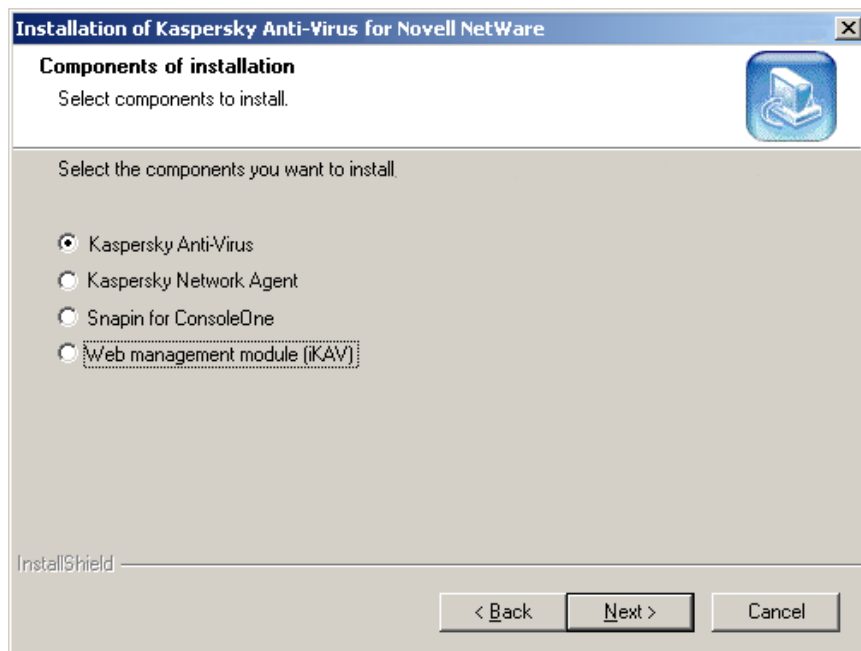 Installation of Kaspersky Anti-Virus for Novell NetWare
Components of installation
Select components to install.
Select the components you want to install.
Kaspersky Anti-Virus
Kaspersky Network Agent
Snapin for ConsoleOne
Web management module (iKAV)
InstallShield
< Back
Next >
Cancel